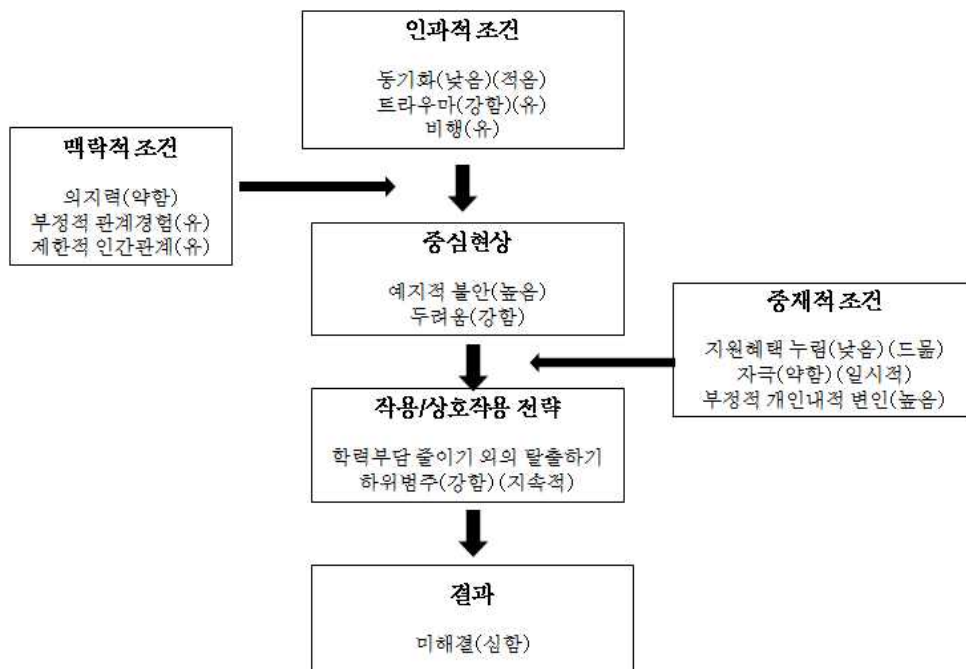 인과적 조건
동기화(낮음)(적음)
트라우마(강함)(유)
비행(유)
맥락적 조건
의지력(약함)
부정적 관계경험(유)
제한적 인간관계(유)
중심현상
예지적 불안(높음)
두려움(강함)
중재적 조건
지원혜택 누림(낮음)(드묾)
자극(약함)(일시적)
부정적 개인내적 변인(높음)
작용/상호작용 전략
학력부담 줄이기 외의 탈출하기
하위범주(강함)(지속적)
결과
미해결(심함)